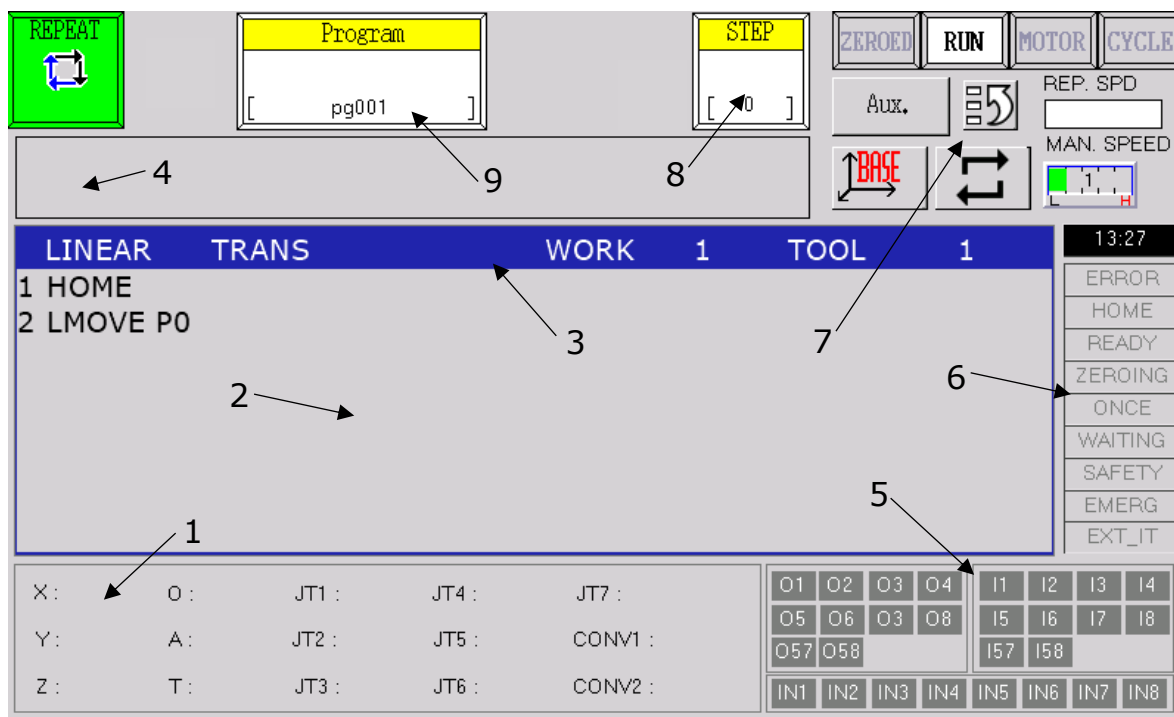 REPEAT
Program
[ pg001 ]
STEP
[ 0 ]
ZEROED RUN MOTOR CYCLE
Aux.
REP. SPD
BASE
MAN. SPEED
1
L H
4
9
8
7
13:27
LINEAR TRANS WORK 1 TOOL 1
1 HOME
2 LMOVE P0
3
2
6
5
1
ERROR
HOME
READY
ZEROING
ONCE
WAITING
SAFETY
EMERG
EXT_IT
X : O : JT1 : JT4 : JT7 :
Y : A : JT2 : JT5 : CONV1 :
Z : T : JT3 : JT6 : CONV2 :
O1 O2 O3 O4
O5 O6 O3 O8
O57 O58
I1 I2 I3 I4
I5 I6 I7 I8
I57 I58
IN1 IN2 IN3 IN4 IN5 IN6 IN7 IN8